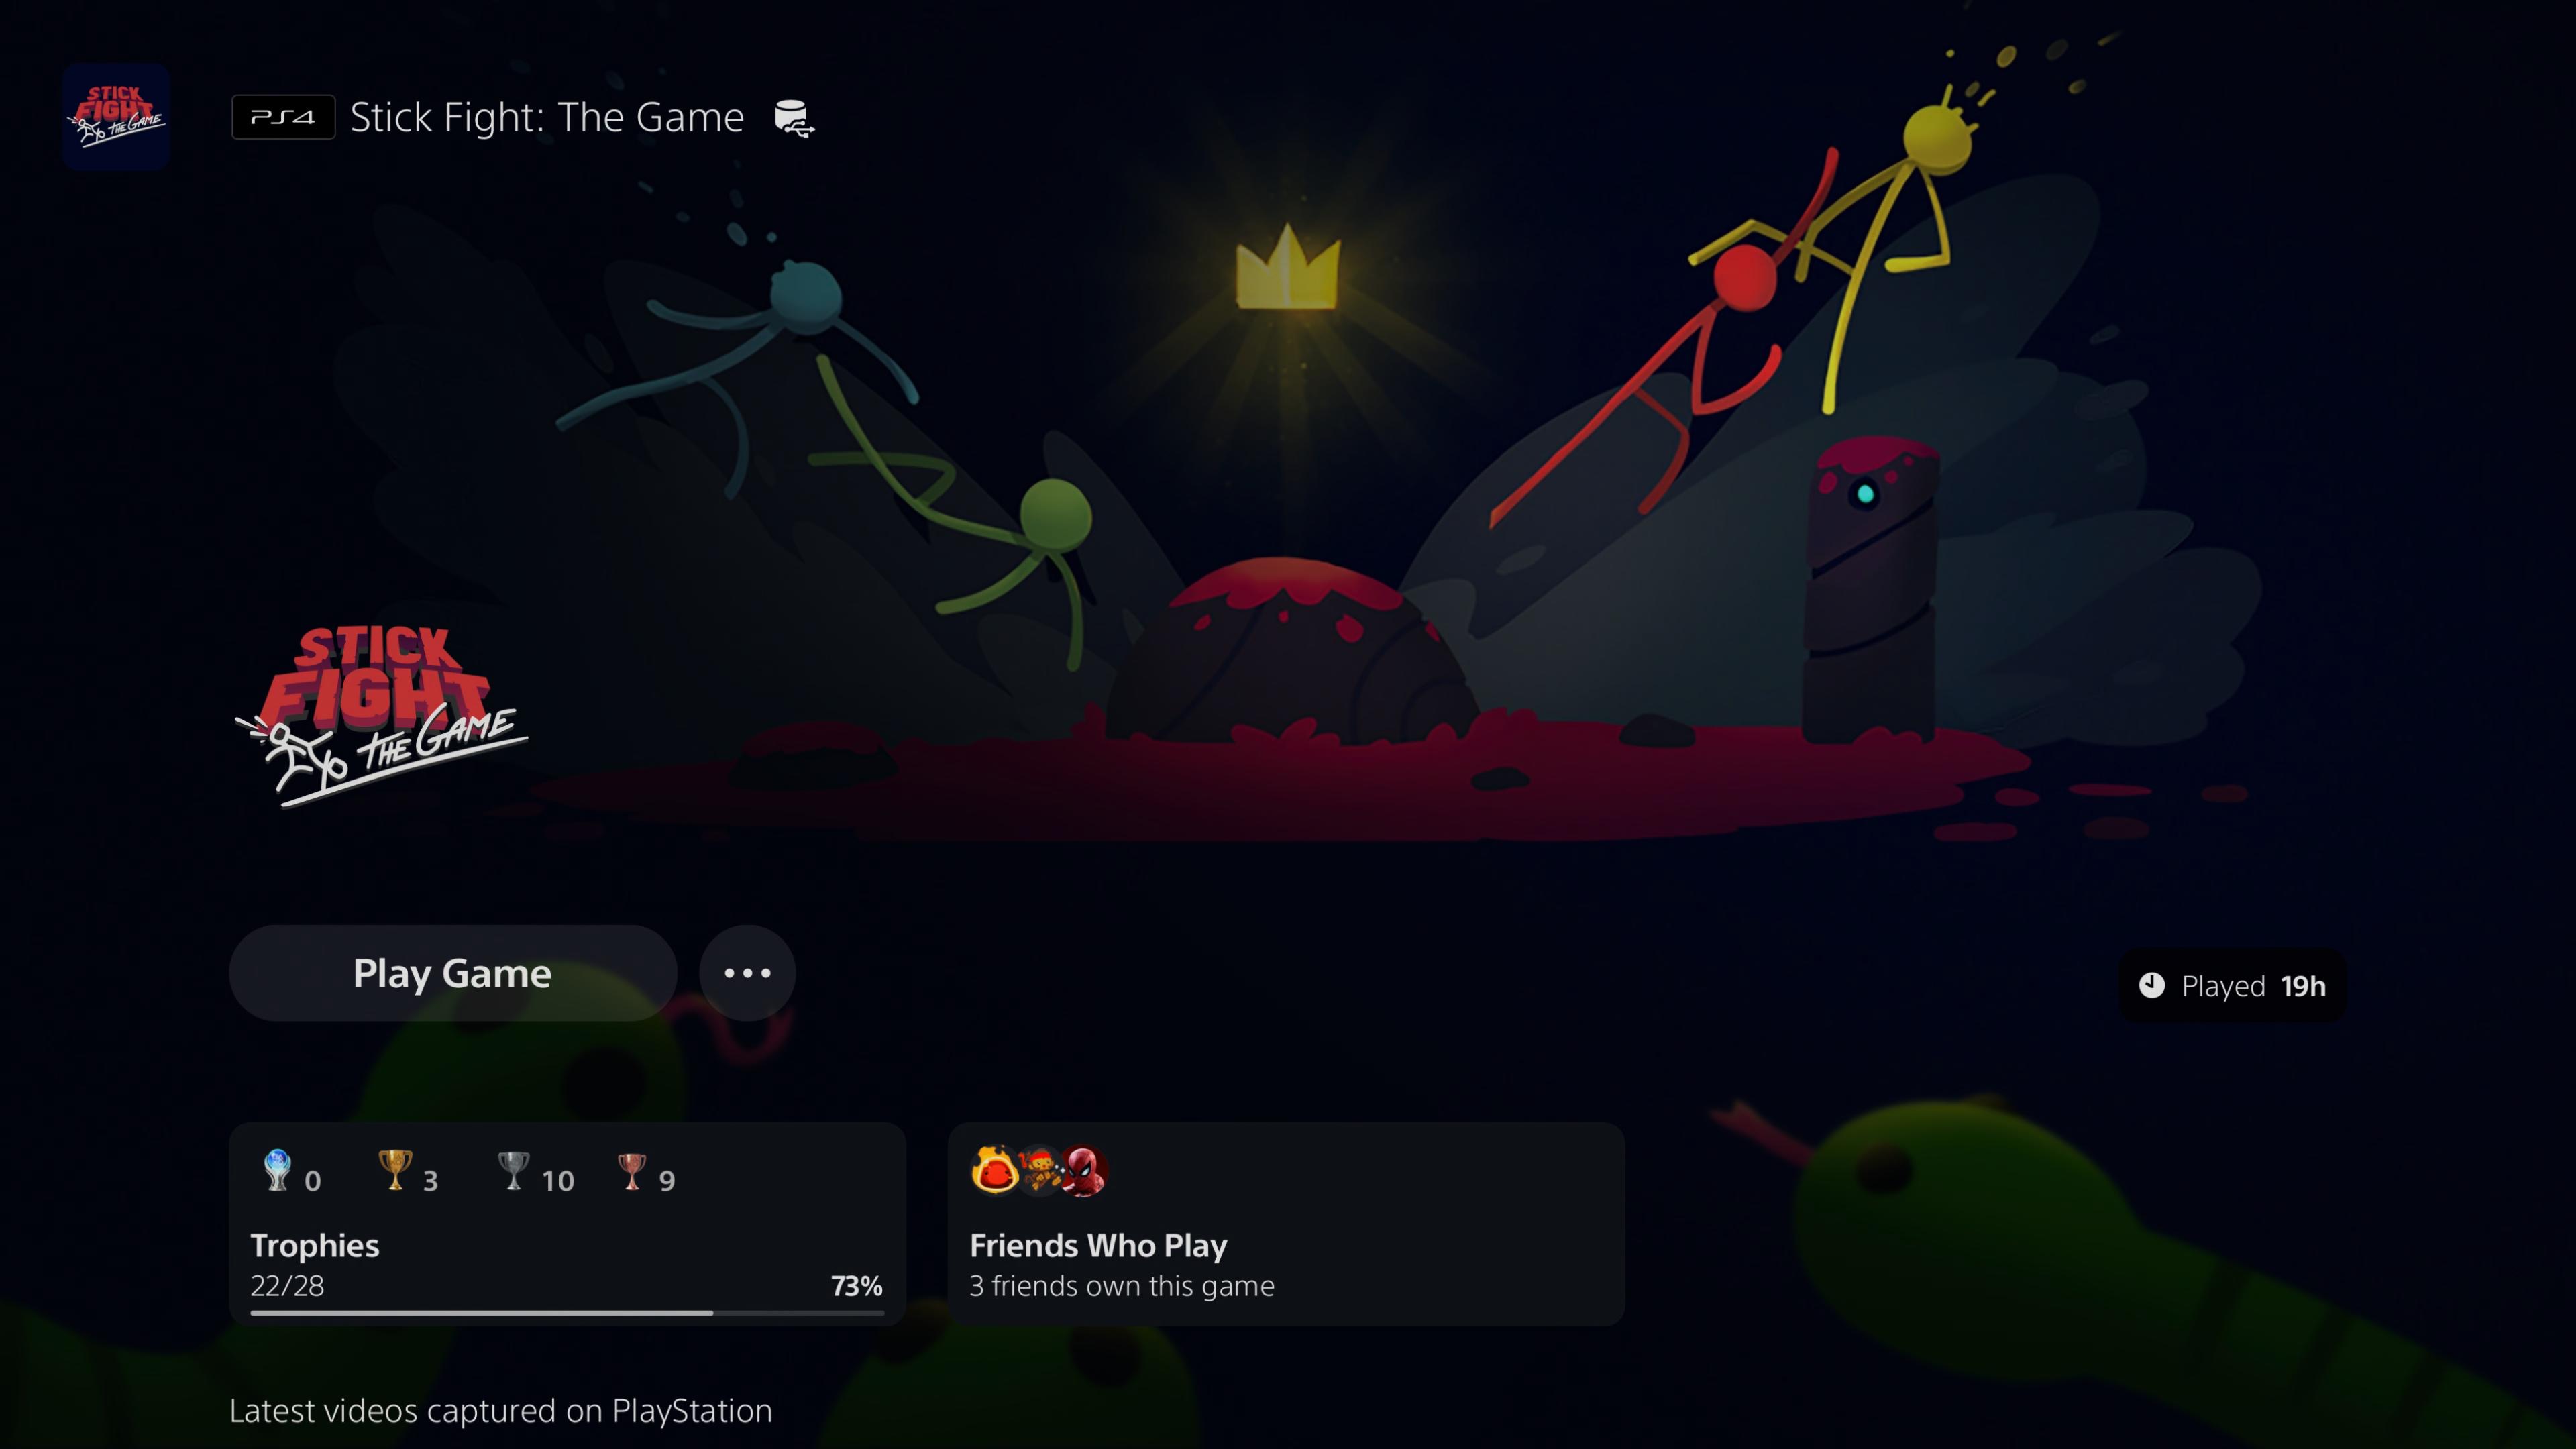 STICK
FIGHT
THE GAME
PS4 Stick Fight: The Game
STICK
FIGHT
THE GAME
Play Game
Played 19h
0 3 10 9
Trophies
22/28 73%
Friends Who Play
3 friends own this game
Latest videos captured on PlayStation